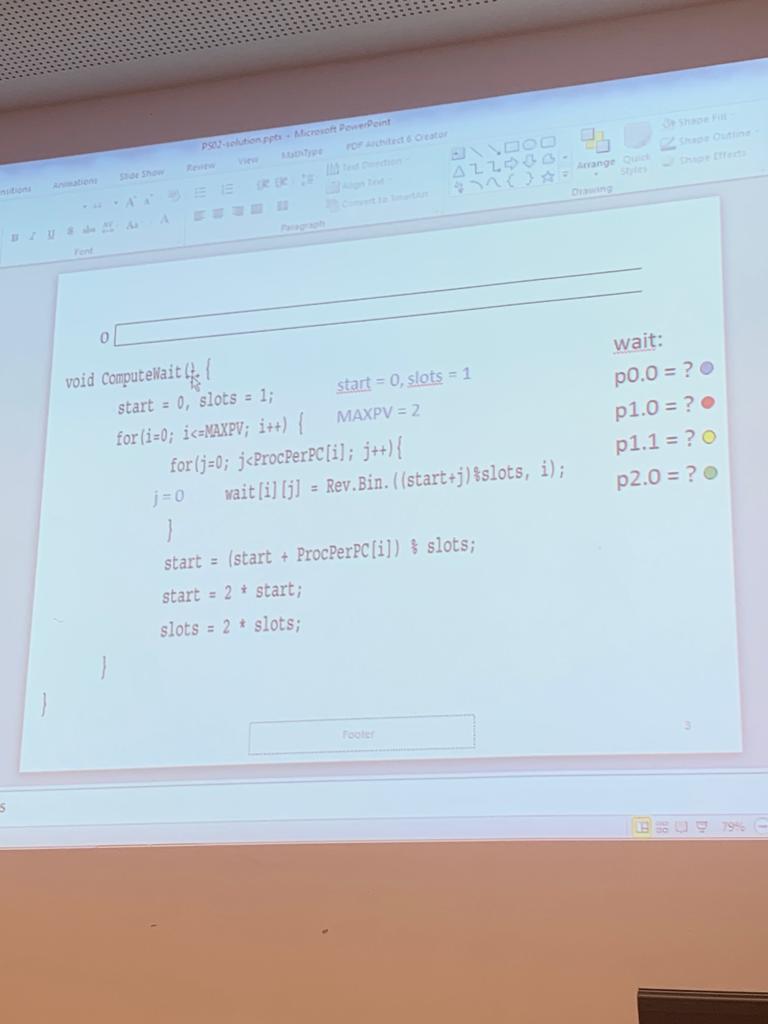 PS02-solution.pptx - Microsoft PowerPoint
nsitions Animations Slide Show Review View MathType PDF Architect 6 Creator
Text Direction
Align Text
Convert to SmartArt
Arrange
Quick Styles
Shape Fill
Shape Outline
Shape Effects
B I U S abc AV Aa A
Font Paragraph Drawing
0
void ComputeWait() {
start = 0, slots = 1;
start = 0, slots = 1
for(i=0; i<=MAXPV; i++) {
MAXPV = 2
for(j=0; j<ProcPerPC[i]; j++){
j = 0
wait[i][j] = Rev.Bin.((start+j)%slots, i);
}
start = (start + ProcPerPC[i]) % slots;
start = 2 * start;
slots = 2 * slots;
}
}
wait:
p0.0 = ?
p1.0 = ?
p1.1 = ?
p2.0 = ?
Footer
3
s
79%